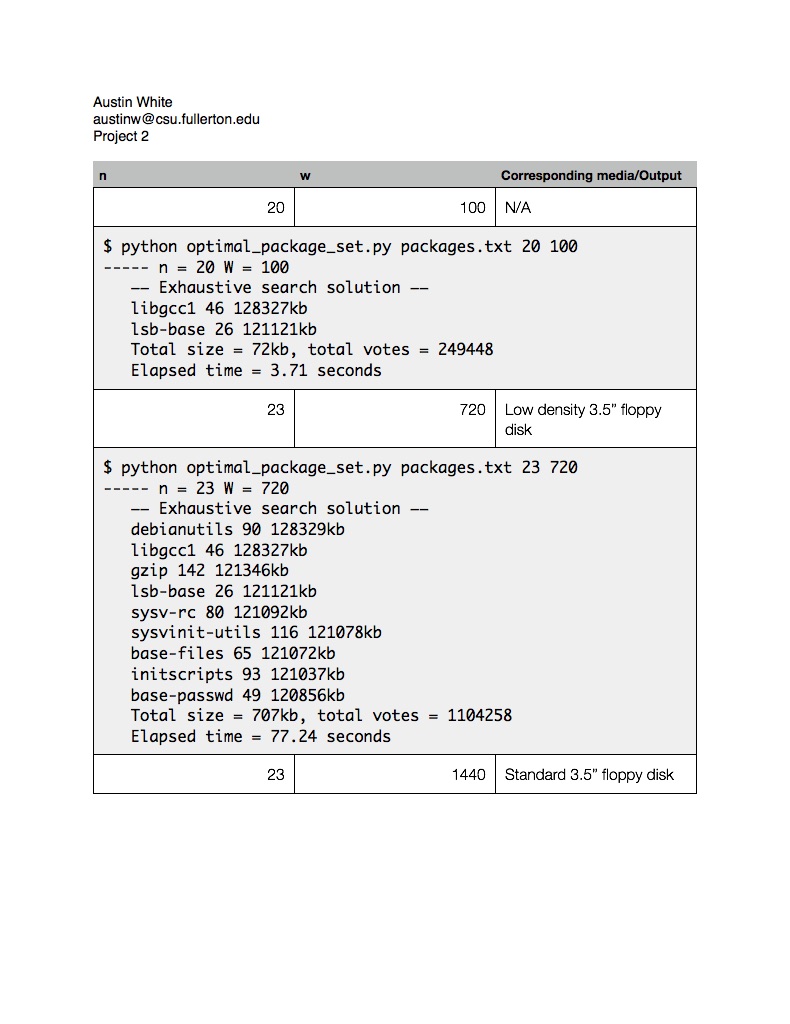 Austin White
austinw@csu.fullerton.edu
Project 2
n w Corresponding media/Output
20 100 N/A
$ python optimal_package_set.py packages.txt 20 100
----- n = 20 W = 100
-- Exhaustive search solution --
libgcc1 46 128327kb
lsb-base 26 121121kb
Total size = 72kb, total votes = 249448
Elapsed time = 3.71 seconds
23 720 Low density 3.5” floppy
disk
$ python optimal_package_set.py packages.txt 23 720
----- n = 23 W = 720
-- Exhaustive search solution --
debianutils 90 128329kb
libgcc1 46 128327kb
gzip 142 121346kb
lsb-base 26 121121kb
sysv-rc 80 121092kb
sysvinit-utils 116 121078kb
base-files 65 121072kb
initscripts 93 121037kb
base-passwd 49 120856kb
Total size = 707kb, total votes = 1104258
Elapsed time = 77.24 seconds
23 1440 Standard 3.5” floppy disk